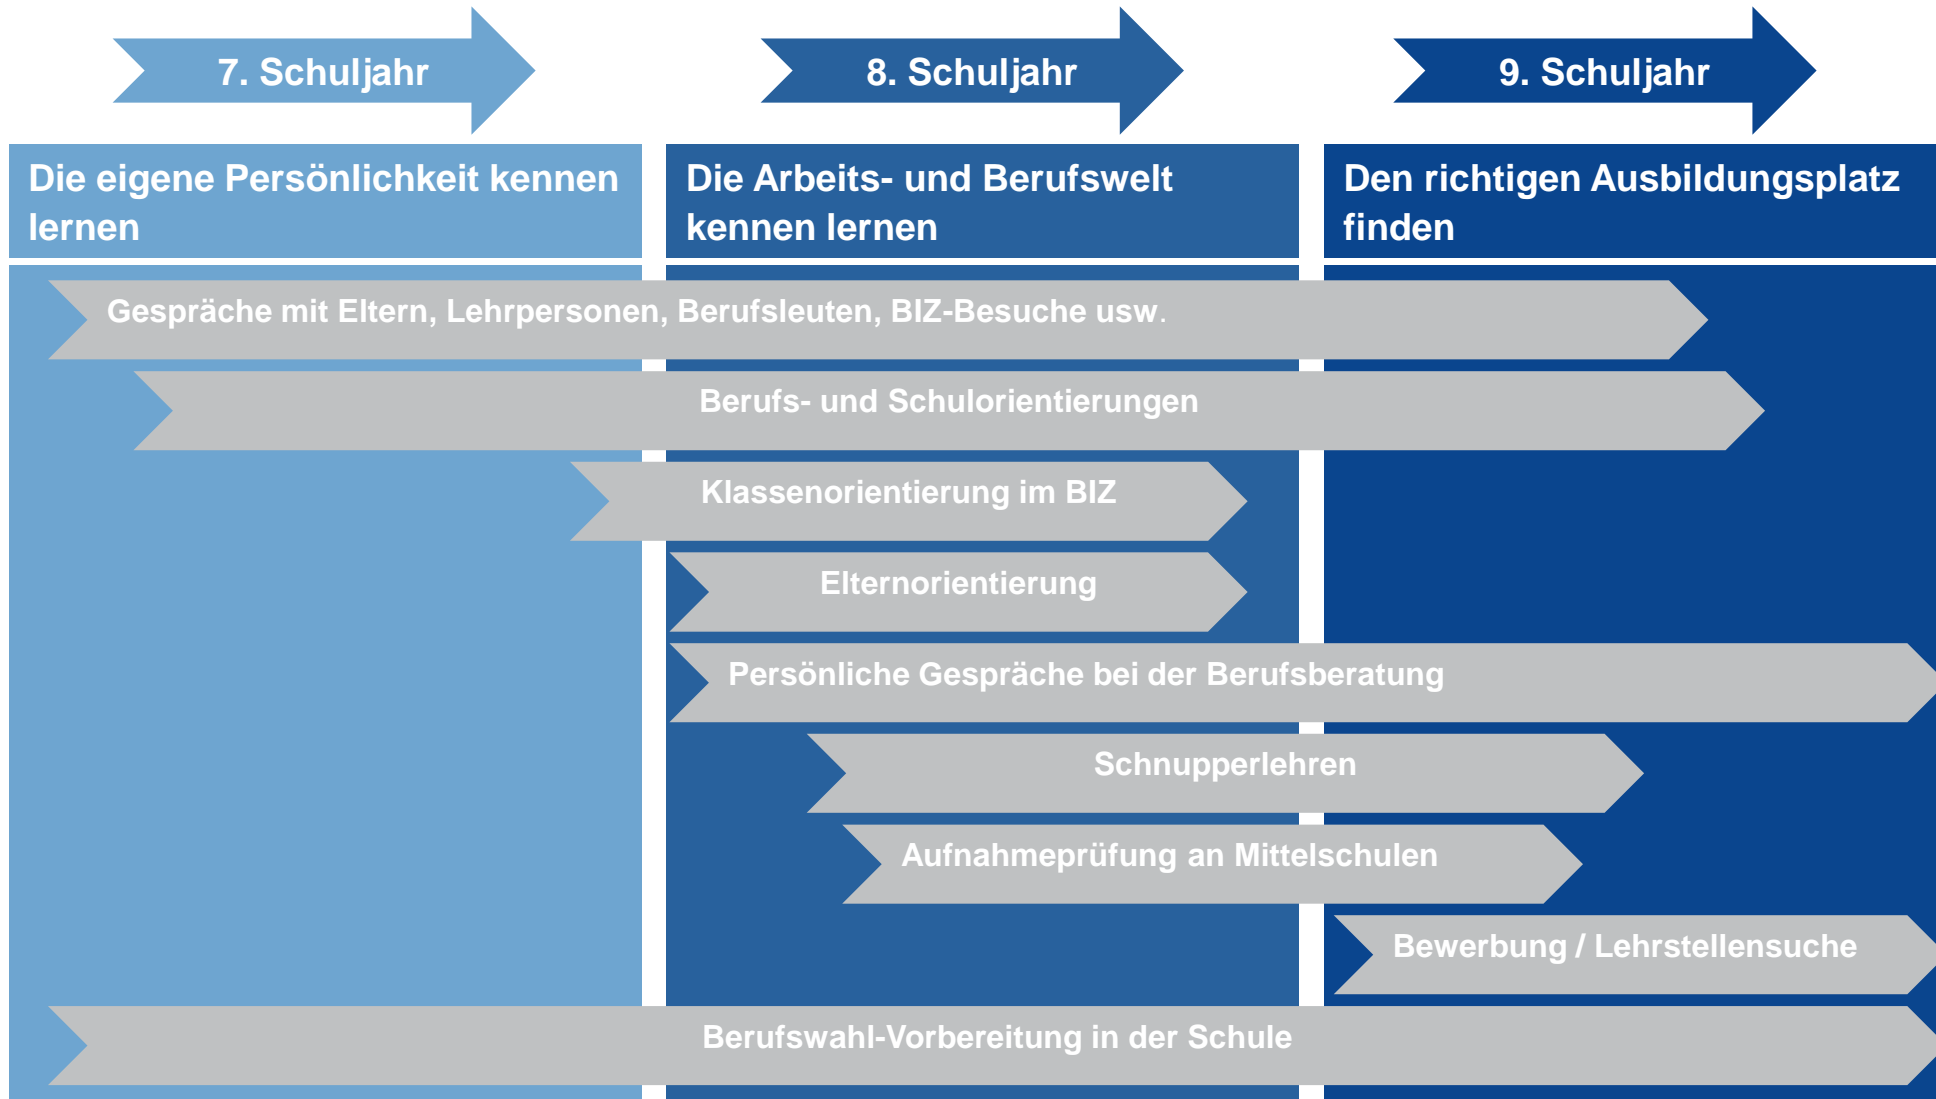 7. Schuljahr
8. Schuljahr
9. Schuljahr
Die eigene Persönlichkeit kennen
lernen
Die Arbeits- und Berufswelt
kennen lernen
Den richtigen Ausbildungsplatz
finden
Gespräche mit Eltern, Lehrpersonen, Berufsleuten, BIZ-Besuche usw.
Berufs- und Schulorientierungen
Klassenorientierung im BIZ
Elternorientierung
Persönliche Gespräche bei der Berufsberatung
Schnupperlehren
Aufnahmeprüfung an Mittelschulen
Bewerbung / Lehrstellensuche
Berufswahl-Vorbereitung in der Schule